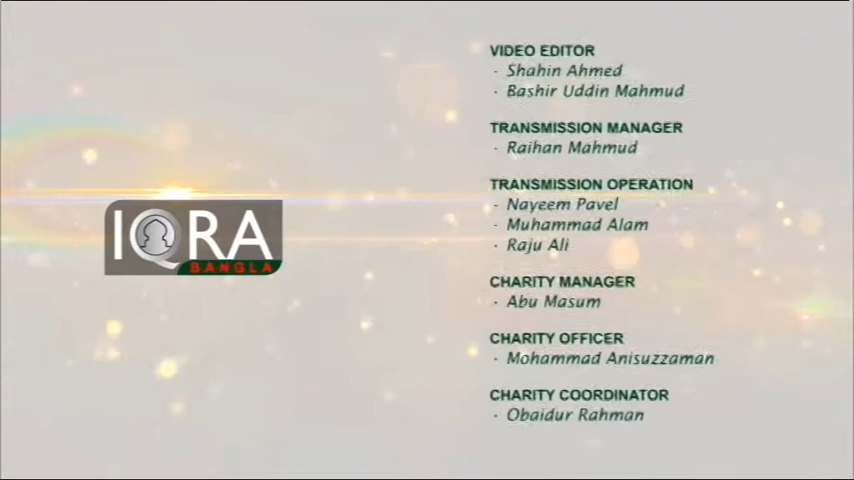 IQRA
BANGLA
VIDEO EDITOR
- Shahin Ahmed
- Bashir Uddin Mahmud
TRANSMISSION MANAGER
- Raihan Mahmud
TRANSMISSION OPERATION
- Nayeem Pavel
- Muhammad Alam
- Raju Ali
CHARITY MANAGER
- Abu Masum
CHARITY OFFICER
- Mohammad Anisuzzaman
CHARITY COORDINATOR
- Obaidur Rahman